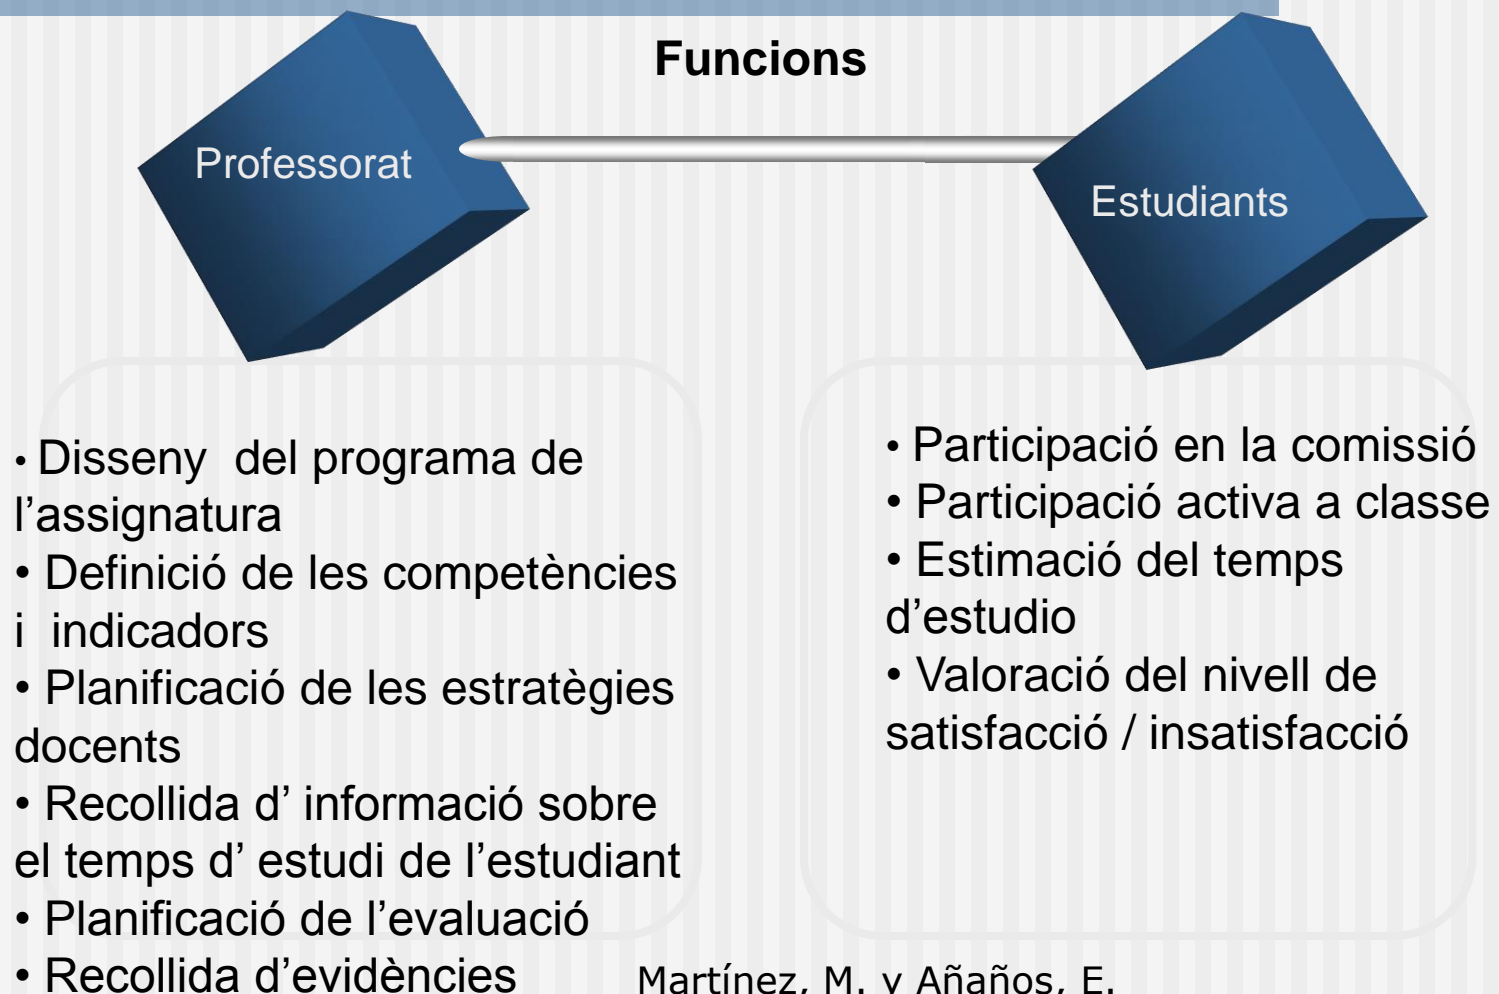 Funcions
Professorat
Estudiants
• Disseny  del programa de
l’assignatura
• Definició de les competències
i  indicadors
• Planificació de les estratègies
docents
• Recollida d’ informació sobre
el temps d’ estudi de l’estudiant
• Planificació de l’evaluació
• Recollida d’evidències
• Participació en la comissió
• Participació activa a classe
• Estimació del temps
d’estudio
• Valoració del nivell de
satisfacció / insatisfacció
Martínez, M. y Añaños, E.